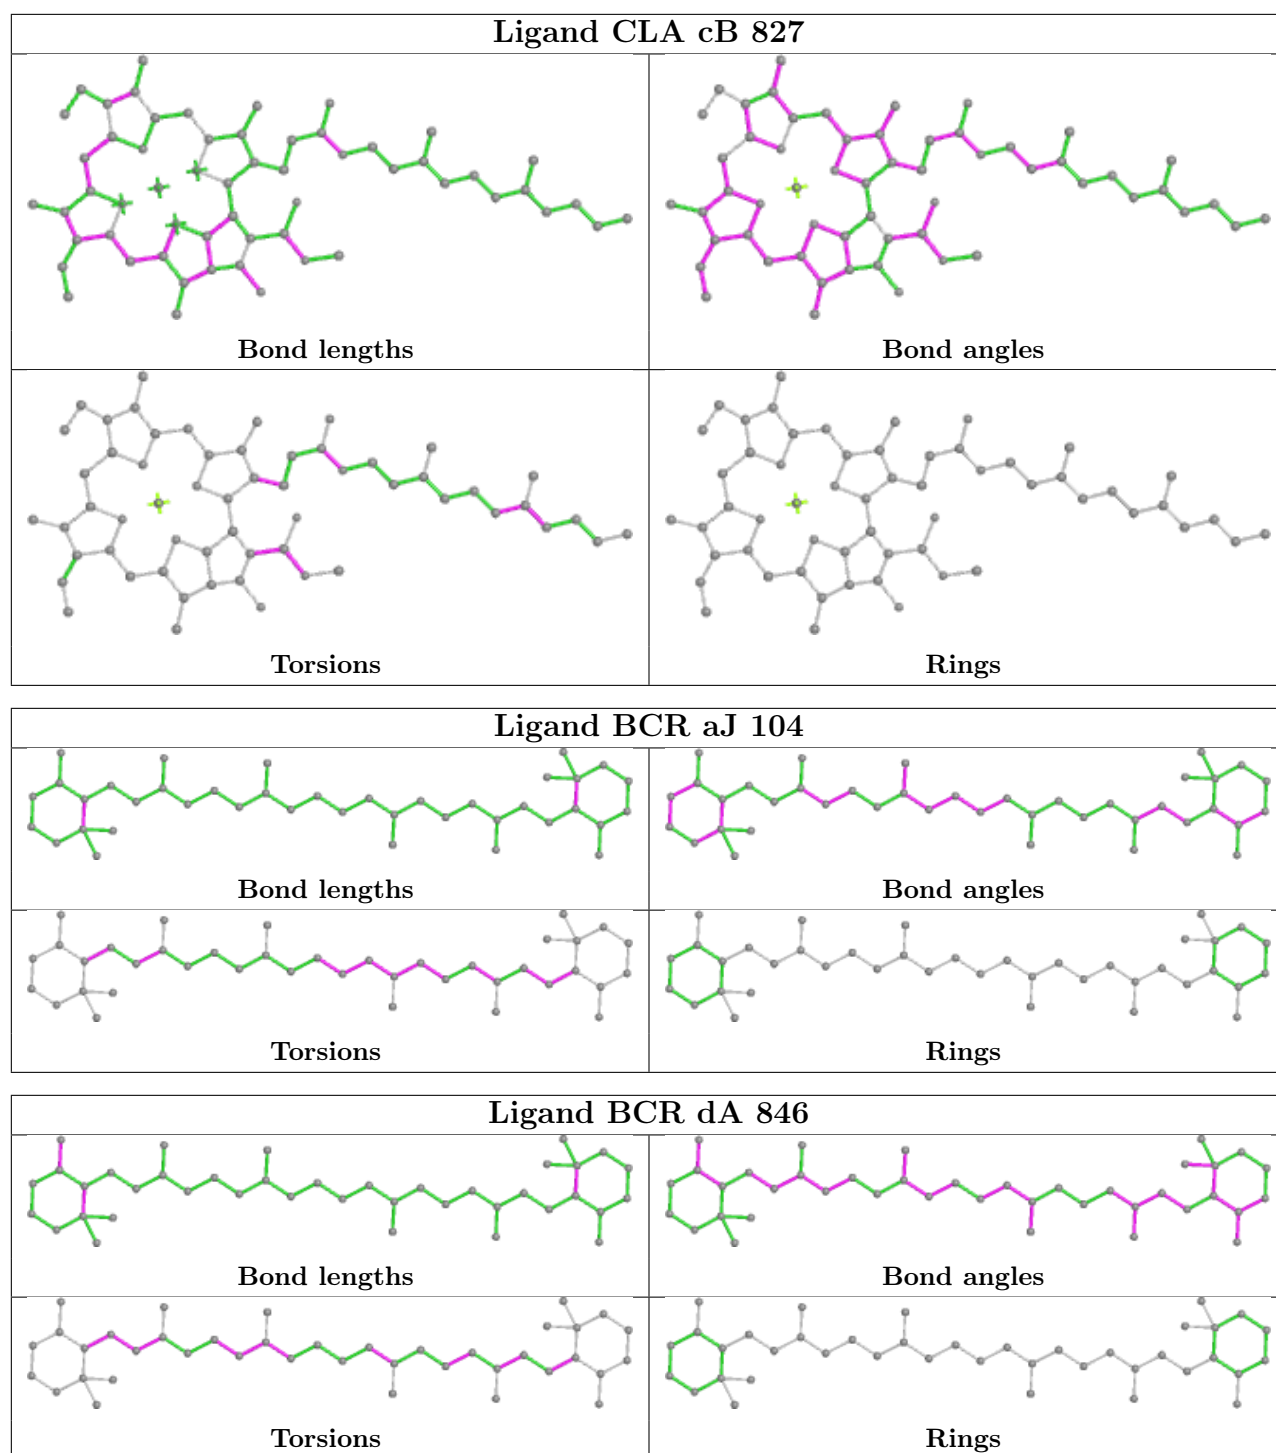 Ligand CLA cB 827
Bond lengths
Bond angles
Torsions
Rings
Ligand BCR aJ 104
Bond lengths
Bond angles
Torsions
Rings
Ligand BCR dA 846
Bond lengths
Bond angles
Torsions
Rings